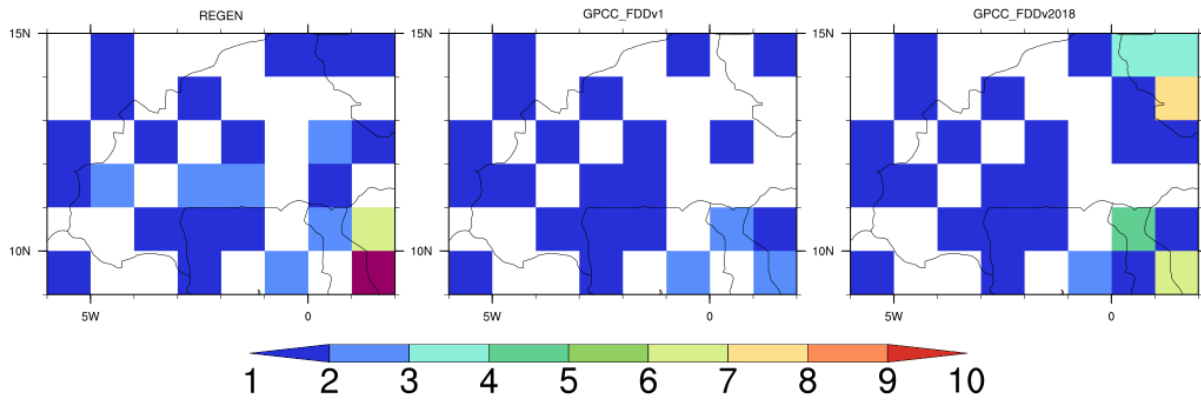 REGEN GPCC_FDDv1 GPCC_FDDv2018
15N 15N 15N
10N 10N 10N
5W 0 5W 0 5W 0
1 2 3 4 5 6 7 8 9 10